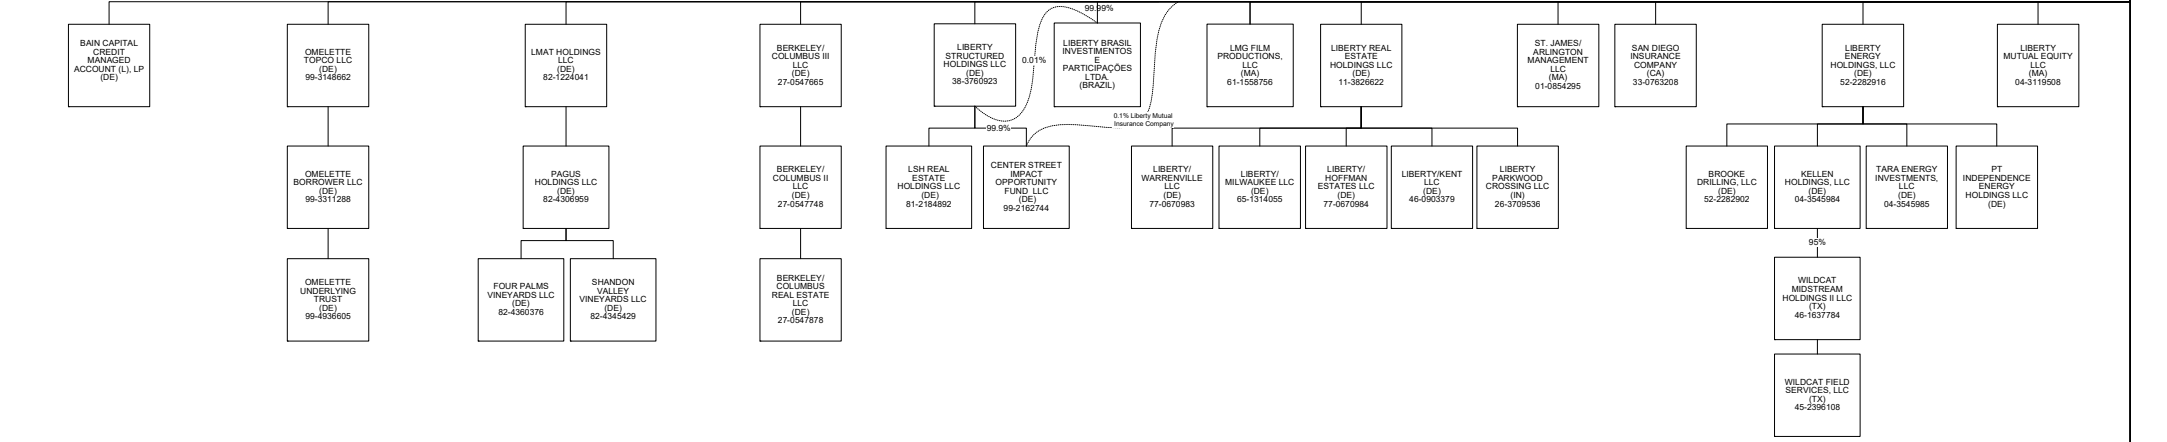 99.99%
BAIN CAPITAL
CREDIT
MANAGED
ACCOUNT (L), LP
(DE)
OMELETTE
TOPCO LLC
(DE)
99-3148662
LMAT HOLDINGS
LLC
(DE)
82-1224041
BERKELEY/
COLUMBUS III
LLC
(DE)
27-0547665
LIBERTY
STRUCTURED
HOLDINGS LLC
(DE)
38-3760923
0.01%
LIBERTY BRASIL
INVESTIMENTOS
E
PARTICIPAÇÕES
LTDA.
(BRAZIL)
LMG FILM
PRODUCTIONS,
LLC
(MA)
61-1558756
LIBERTY REAL
ESTATE
HOLDINGS LLC
(DE)
11-3826622
ST. JAMES/
ARLINGTON
MANAGEMENT
LLC
(MA)
01-0854295
SAN DIEGO
INSURANCE
COMPANY
(CA)
33-0763208
LIBERTY
ENERGY
HOLDINGS, LLC
(DE)
52-2282916
LIBERTY
MUTUAL EQUITY
LLC
(MA)
04-3119508
99.9%
0.1% Liberty Mutual
Insurance Company
OMELETTE
BORROWER LLC
(DE)
99-3311288
PAGUS
HOLDINGS LLC
(DE)
82-4306959
BERKELEY/
COLUMBUS II
LLC
(DE)
27-0547748
LSH REAL
ESTATE
HOLDINGS LLC
(DE)
81-2184892
CENTER STREET
IMPACT
OPPORTUNITY
FUND LLC
(DE)
99-2162744
LIBERTY/
WARRENVILLE
LLC
(DE)
77-0670983
LIBERTY/
MILWAUKEE LLC
(DE)
65-1314055
LIBERTY/
HOFFMAN
ESTATES LLC
(DE)
77-0670984
LIBERTY/KENT
LLC
(DE)
46-0903379
LIBERTY
PARKWOOD
CROSSING LLC
(IN)
26-3709536
BROOKE
DRILLING, LLC
(DE)
52-2282902
KELLEN
HOLDINGS, LLC
(DE)
04-3545984
TARA ENERGY
INVESTMENTS,
LLC
(DE)
04-3545985
PT
INDEPENDENCE
ENERGY
HOLDINGS LLC
(DE)
95%
OMELETTE
UNDERLYING
TRUST
(DE)
99-4936605
FOUR PALMS
VINEYARDS LLC
(DE)
82-4360376
SHANDON
VALLEY
VINEYARDS LLC
(DE)
82-4345429
BERKELEY/
COLUMBUS
REAL ESTATE
LLC
(DE)
27-0547878
WILDCAT
MIDSTREAM
HOLDINGS II LLC
(TX)
46-1637784
WILDCAT FIELD
SERVICES, LLC
(TX)
45-2396108